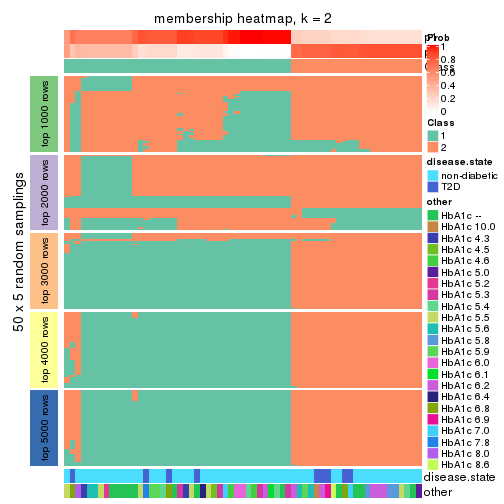 membership heatmap, k = 2
50 x 5 random samplings
top 1000 rows
top 2000 rows
top 3000 rows
top 4000 rows
top 5000 rows
Prob
1
0.8
0.6
0.4
0.2
0
Class
1
2
disease.state
non-diabetic
T2D
other
HbA1c --
HbA1c 10.0
HbA1c 4.3
HbA1c 4.5
HbA1c 4.6
HbA1c 5.0
HbA1c 5.2
HbA1c 5.3
HbA1c 5.4
HbA1c 5.5
HbA1c 5.6
HbA1c 5.8
HbA1c 5.9
HbA1c 6.0
HbA1c 6.1
HbA1c 6.2
HbA1c 6.4
HbA1c 6.8
HbA1c 6.9
HbA1c 7.0
HbA1c 7.8
HbA1c 8.0
HbA1c 8.6
disease.state
other